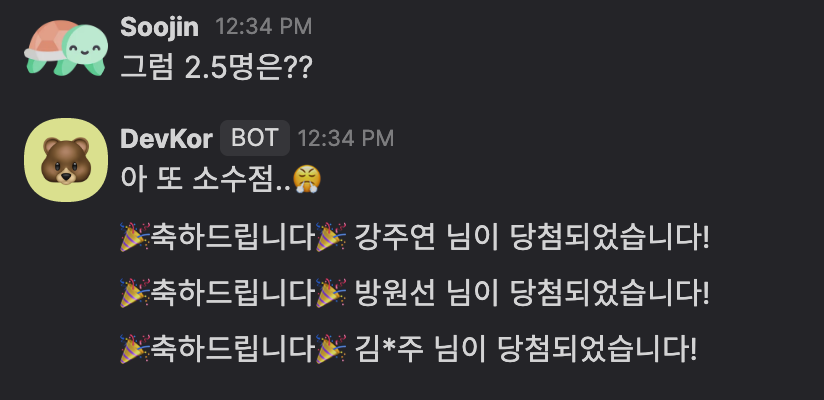 Soojin 12:34 PM
그럼 2.5명은??
DevKor BOT 12:34 PM
아 또 소수점..😤
🎉축하드립니다🎉 강주연 님이 당첨되었습니다!
🎉축하드립니다🎉 방원선 님이 당첨되었습니다!
🎉축하드립니다🎉 김*주 님이 당첨되었습니다!